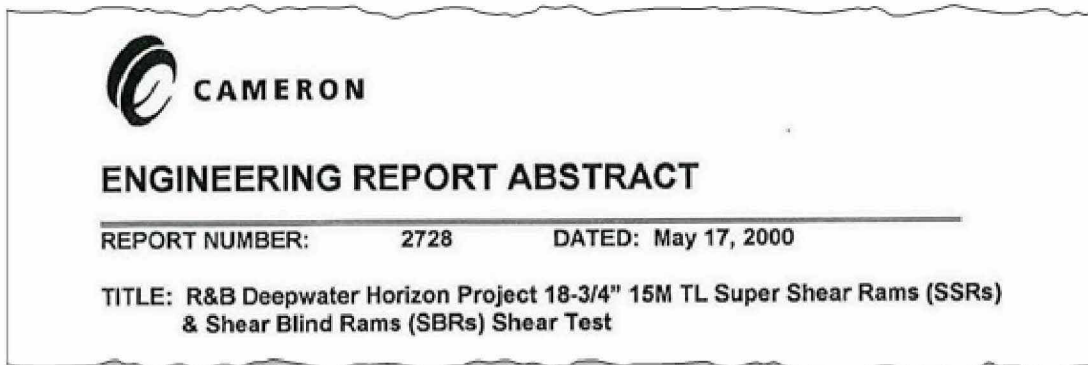 CAMERON
ENGINEERING REPORT ABSTRACT
REPORT NUMBER: 2728 DATED: May 17, 2000
TITLE: R&B Deepwater Horizon Project 18-3/4" 15M TL Super Shear Rams (SSRs)
& Shear Blind Rams (SBRs) Shear Test